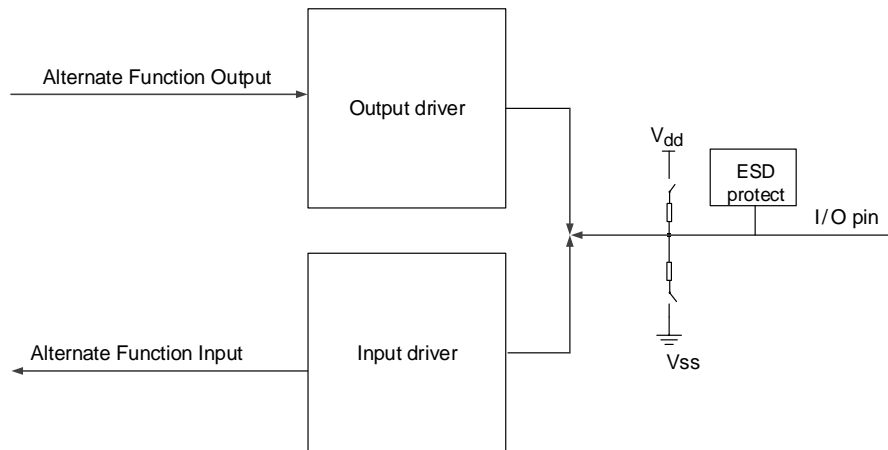 Alternate Function Output
Output driver
Vdd
ESD
protect
I/O pin
Alternate Function Input
Input driver
Vss